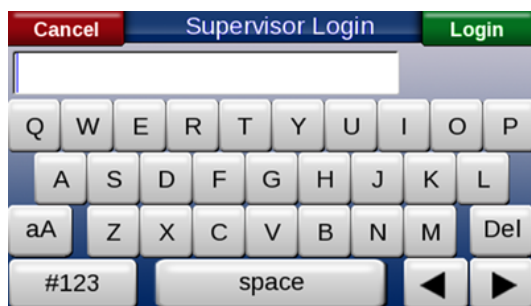 Cancel Supervisor Login Login
Q W E R T Y U I O P
A S D F G H J K L
aA Z X C V B N M Del
#123 space